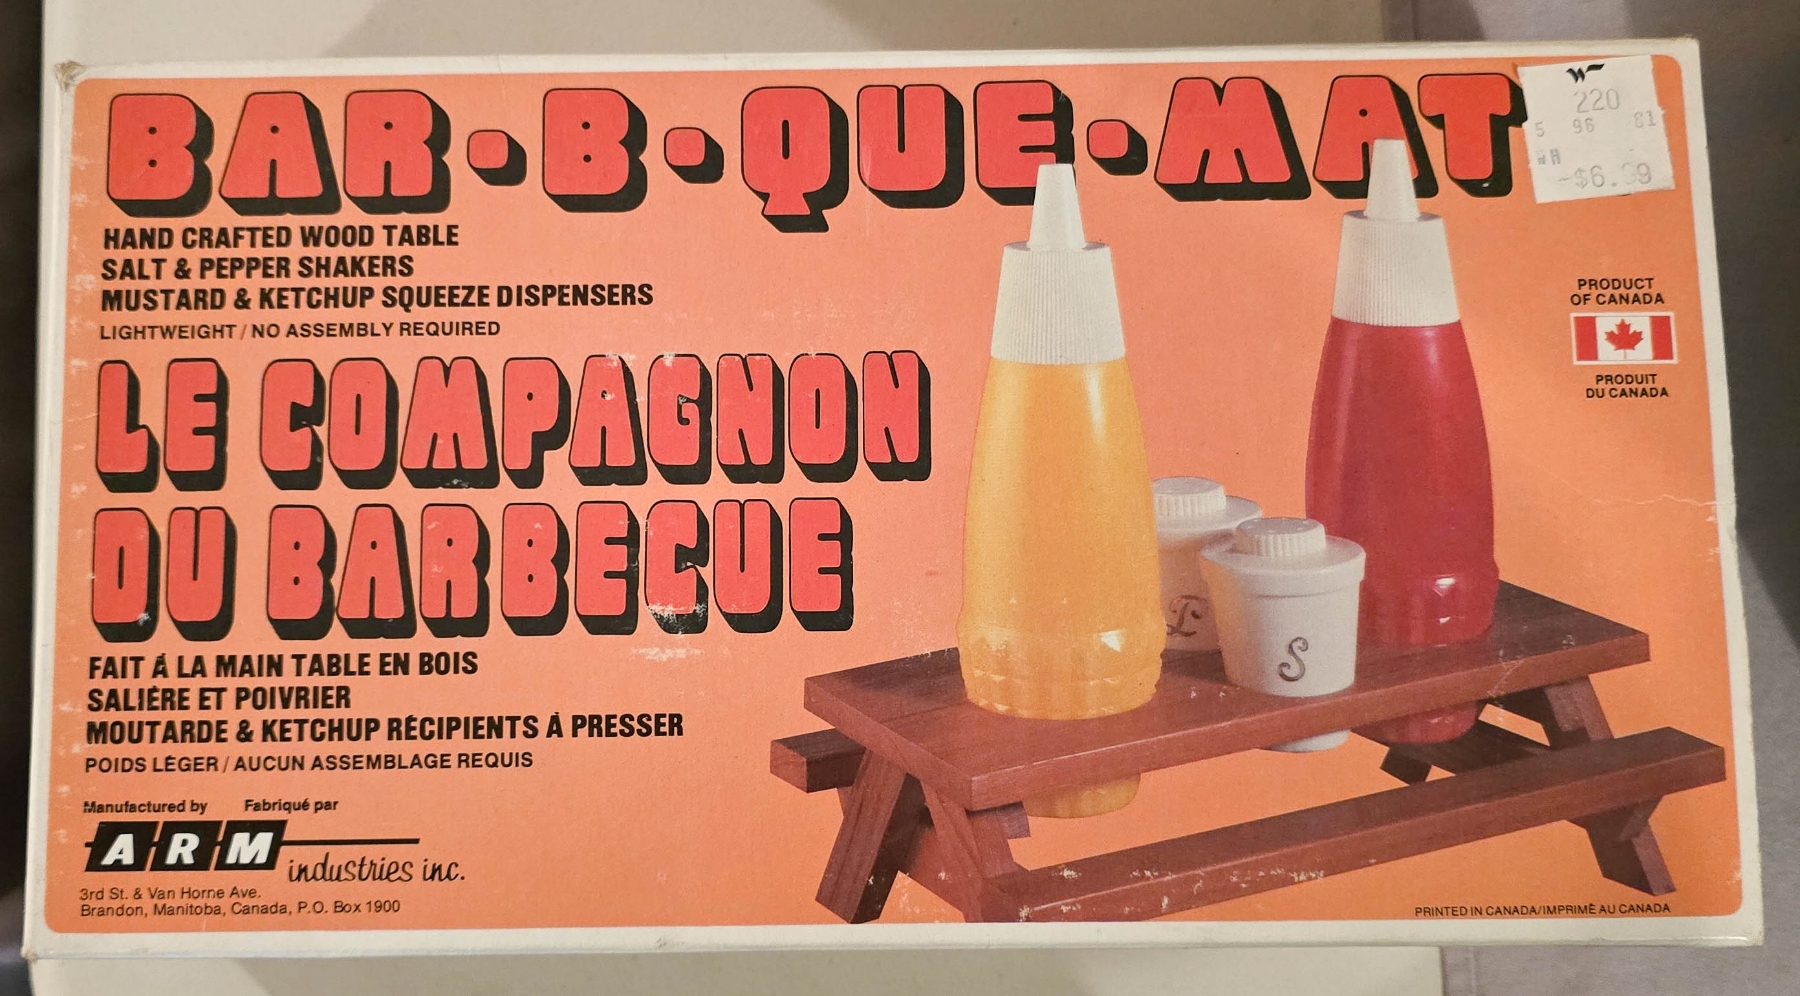 BAR•B•QUE•MAT
220
5 96 81
-$6.99
HAND CRAFTED WOOD TABLE
SALT & PEPPER SHAKERS
MUSTARD & KETCHUP SQUEEZE DISPENSERS
LIGHTWEIGHT / NO ASSEMBLY REQUIRED
PRODUCT
OF CANADA
PRODUIT
DU CANADA
LE COMPAGNON
DU BARBECUE
P
S
FAIT Á LA MAIN TABLE EN BOIS
SALIÈRE ET POIVRIER
MOUTARDE & KETCHUP RÉCIPIENTS À PRESSER
POIDS LÉGER / AUCUN ASSEMBLAGE REQUIS
Manufactured by Fabriqué par
ARM
industries inc.
3rd St. & Van Horne Ave.
Brandon, Manitoba, Canada, P.O. Box 1900
PRINTED IN CANADA/IMPRIMÉ AU CANADA